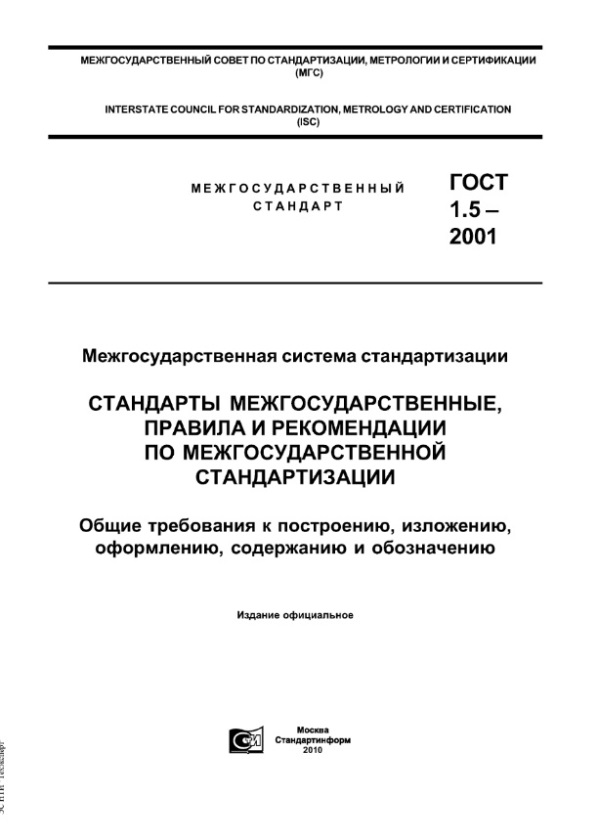 МЕЖГОСУДАРСТВЕННЫЙ СОВЕТ ПО СТАНДАРТИЗАЦИИ, МЕТРОЛОГИИ И СЕРТИФИКАЦИИ
(МГС)
INTERSTATE COUNCIL FOR STANDARDIZATION, METROLOGY AND CERTIFICATION
(ISC)
МЕЖГОСУДАРСТВЕННЫЙ
СТАНДАРТ
ГОСТ
1.5 –
2001
Межгосударственная система стандартизации
СТАНДАРТЫ МЕЖГОСУДАРСТВЕННЫЕ,
ПРАВИЛА И РЕКОМЕНДАЦИИ
ПО МЕЖГОСУДАРСТВЕННОЙ
СТАНДАРТИЗАЦИИ
Общие требования к построению, изложению,
оформлению, содержанию и обозначению
Издание официальное
Москва
Стандартинформ
2010